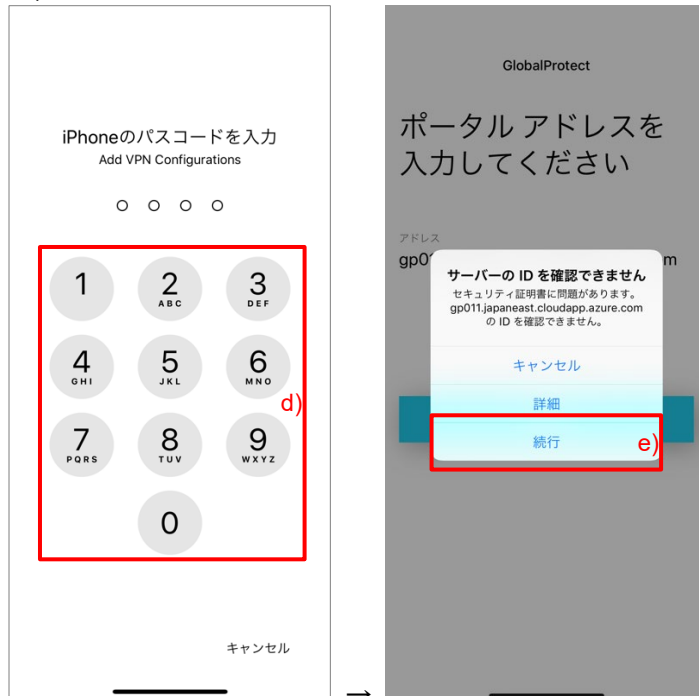 iPhoneのパスコードを入力
Add VPN Configurations
1
2
ABC
3
DEF
4
GHI
5
JKL
6
MNO
d)
7
PQRS
8
TUV
9
WXYZ
0
キャンセル
→
GlobalProtect
ポータル アドレスを
入力してください
アドレス
gp0 m
サーバーの ID を確認できません
セキュリティ証明書に問題があります。
gp011.japaneast.cloudapp.azure.com
の ID を確認できません。
キャンセル
詳細
続行
e)